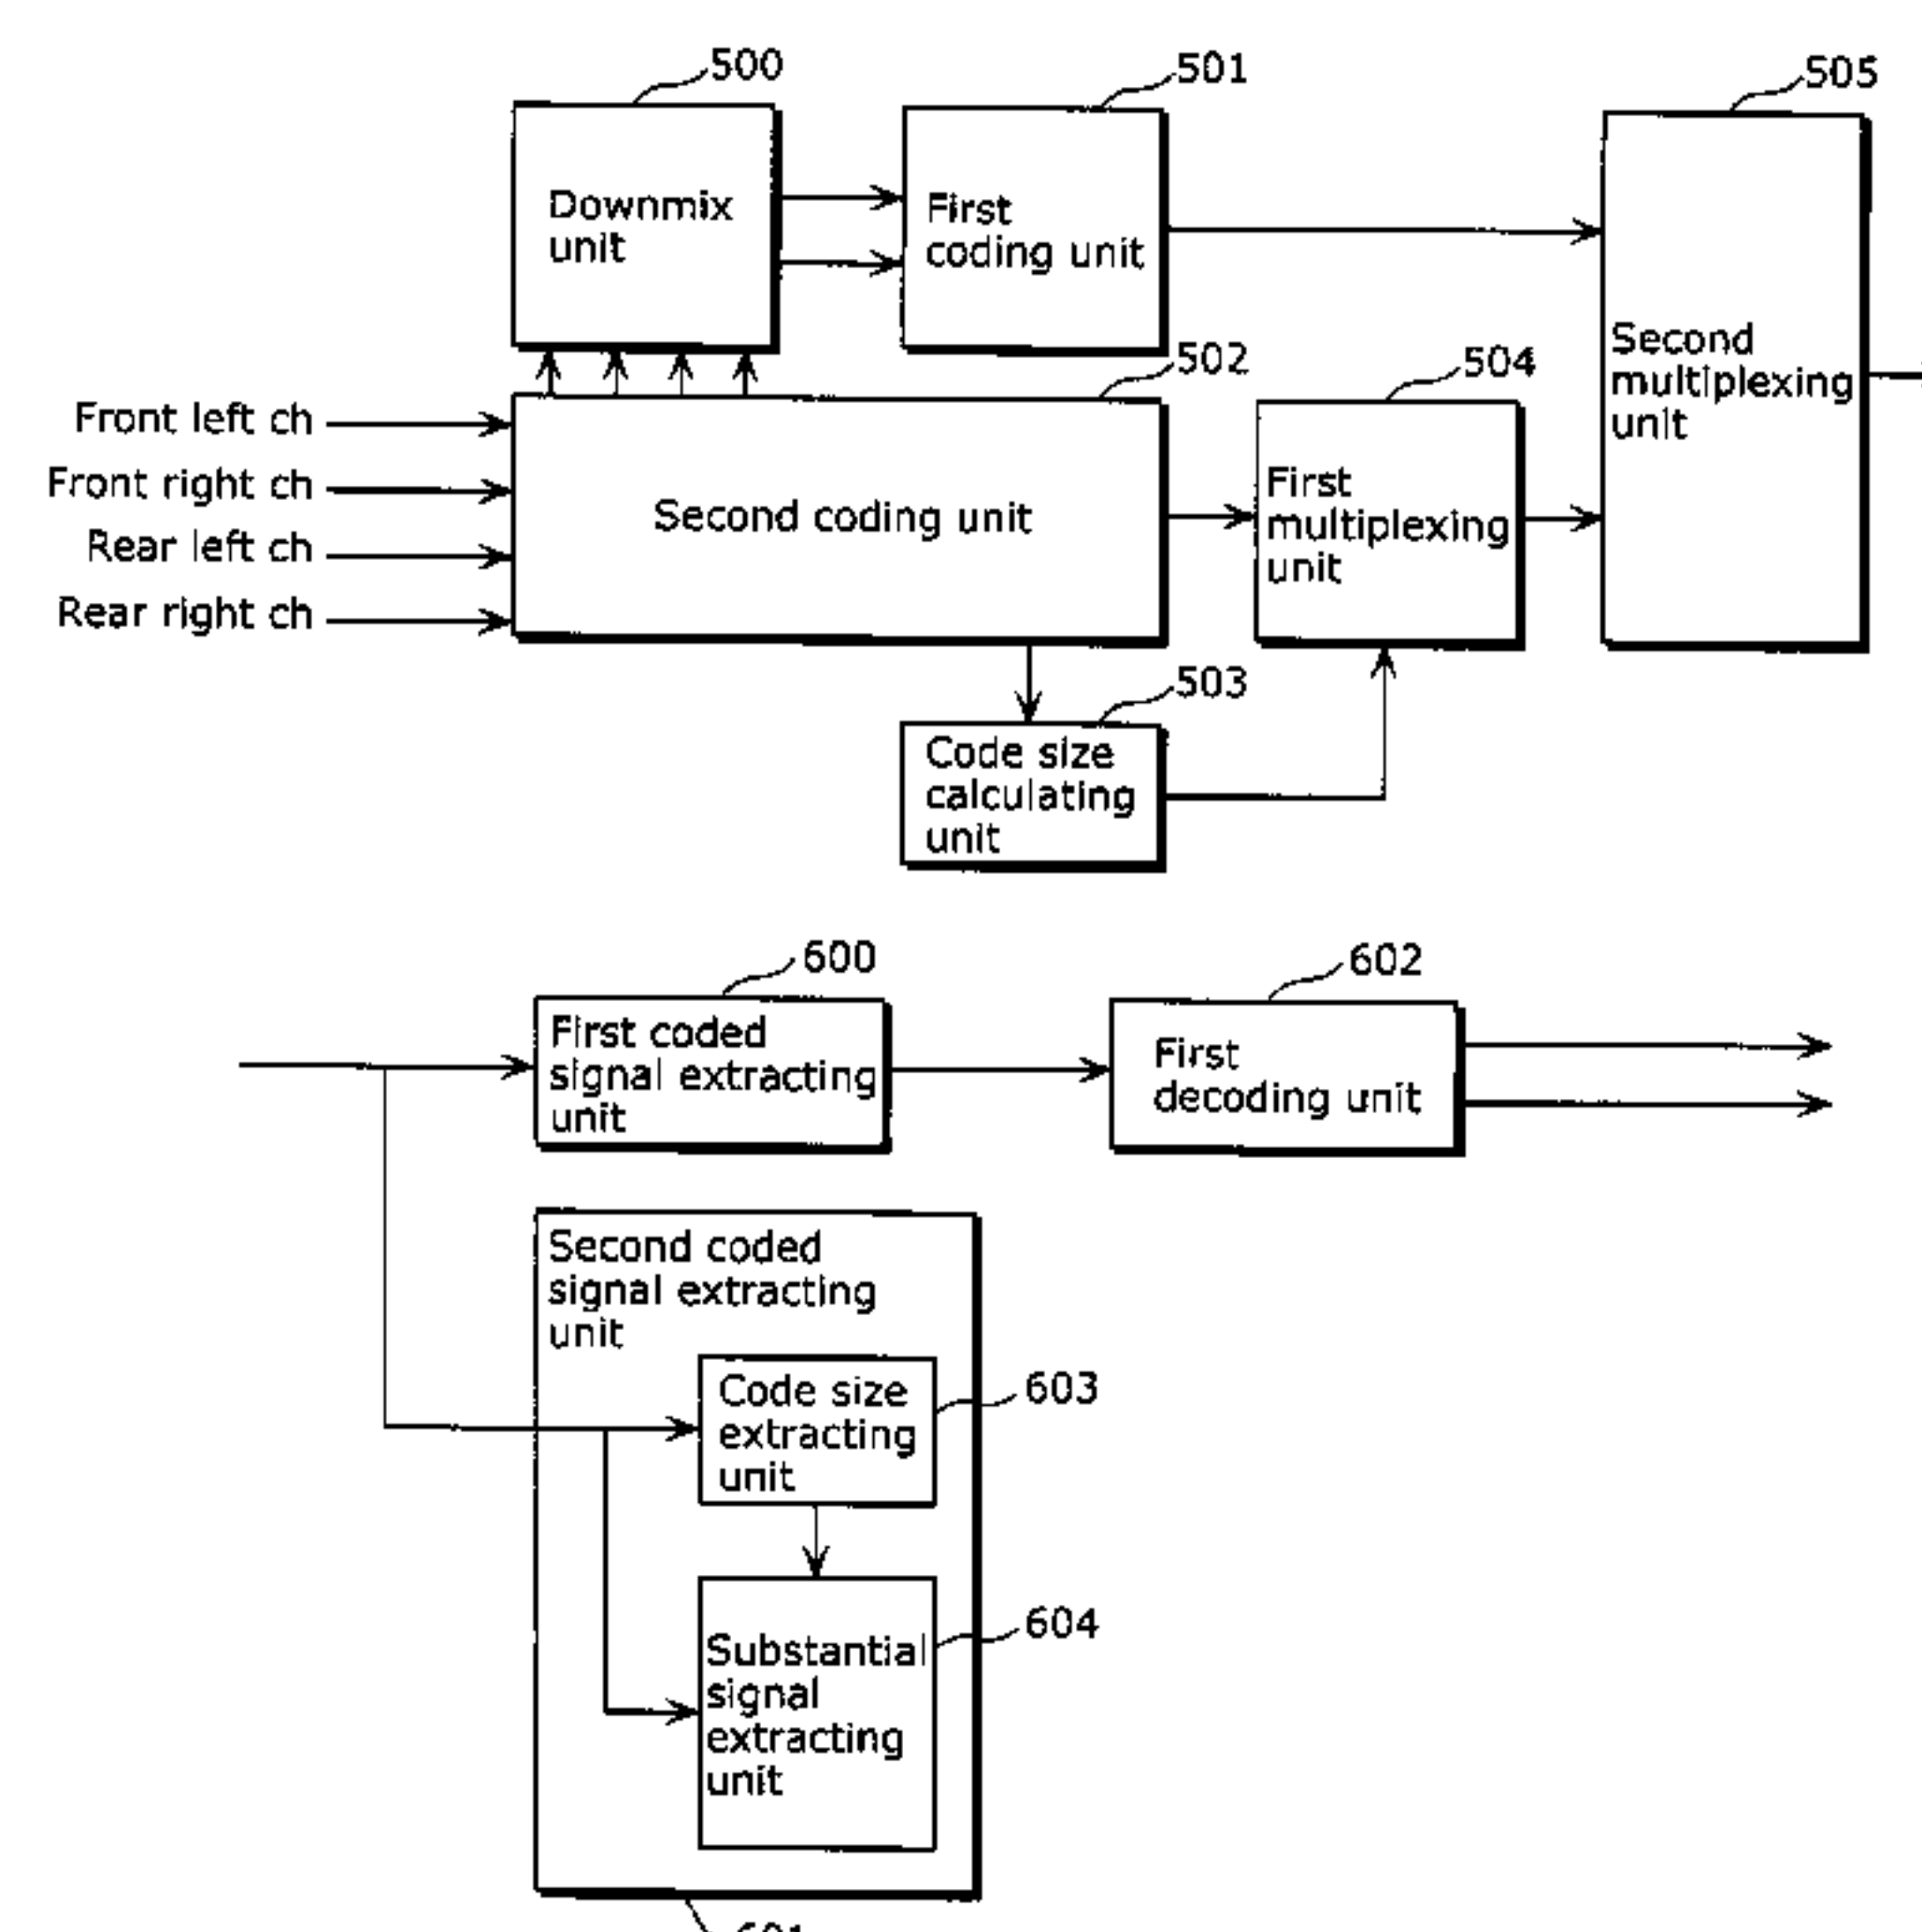 500
501
505
Downmix
unit
First
coding unit
Second
multiplexing
unit
502
504
Front left ch
Front right ch
Rear left ch
Rear right ch
Second coding unit
First
multiplexing
unit
503
Code size
calculating
unit
600
602
First coded
signal extracting
unit
First
decoding unit
Second coded
signal extracting
unit
Code size
extracting
unit
603
Substantial
signal
extracting
unit
604